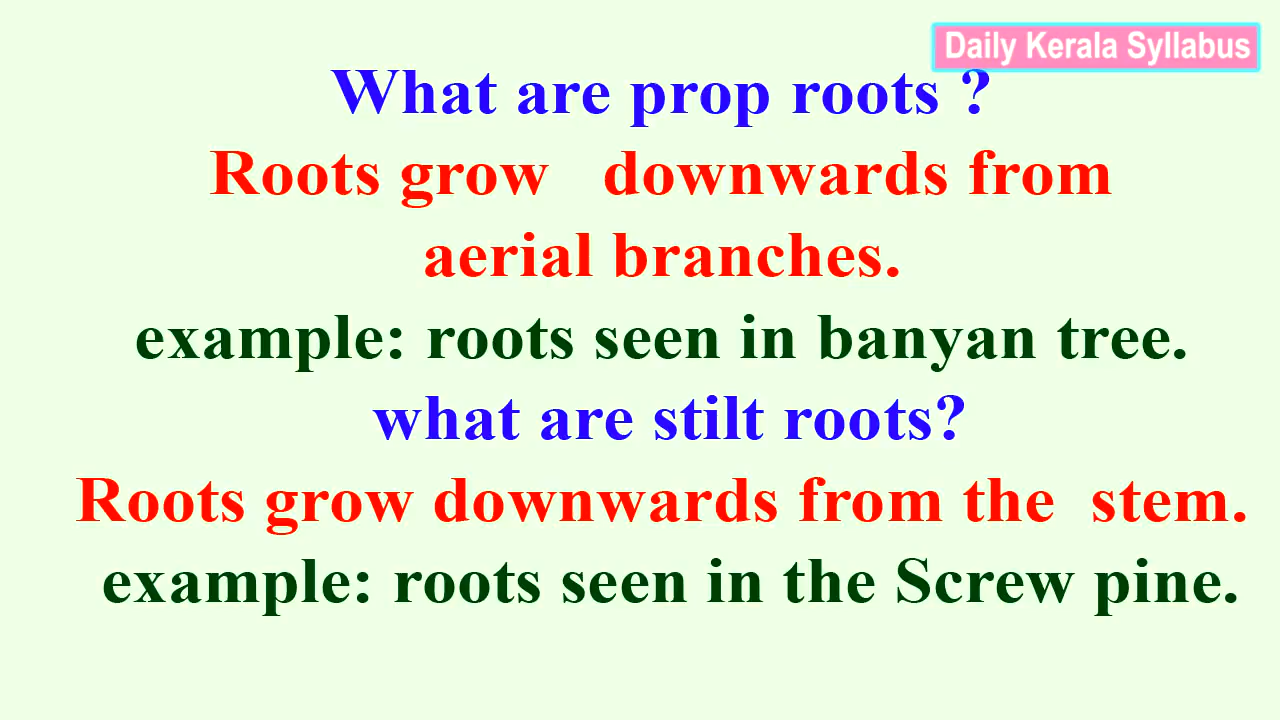 Daily Kerala Syllabus
What are prop roots ?
Roots grow downwards from
aerial branches.
example: roots seen in banyan tree.
what are stilt roots?
Roots grow downwards from the stem.
example: roots seen in the Screw pine.